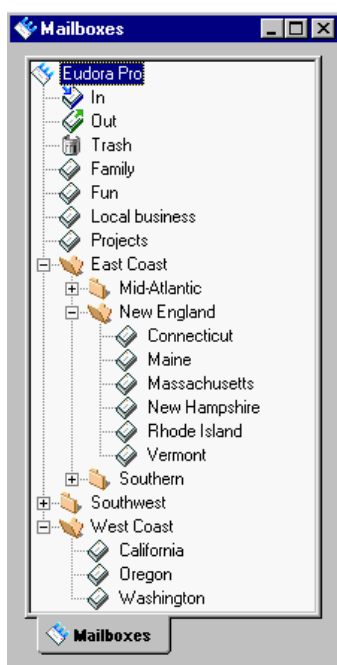 Mailboxes
Eudora Pro
In
Out
Trash
Family
Fun
Local business
Projects
East Coast
Mid-Atlantic
New England
Connecticut
Maine
Massachusetts
New Hampshire
Rhode Island
Vermont
Southern
Southwest
West Coast
California
Oregon
Washington
Mailboxes